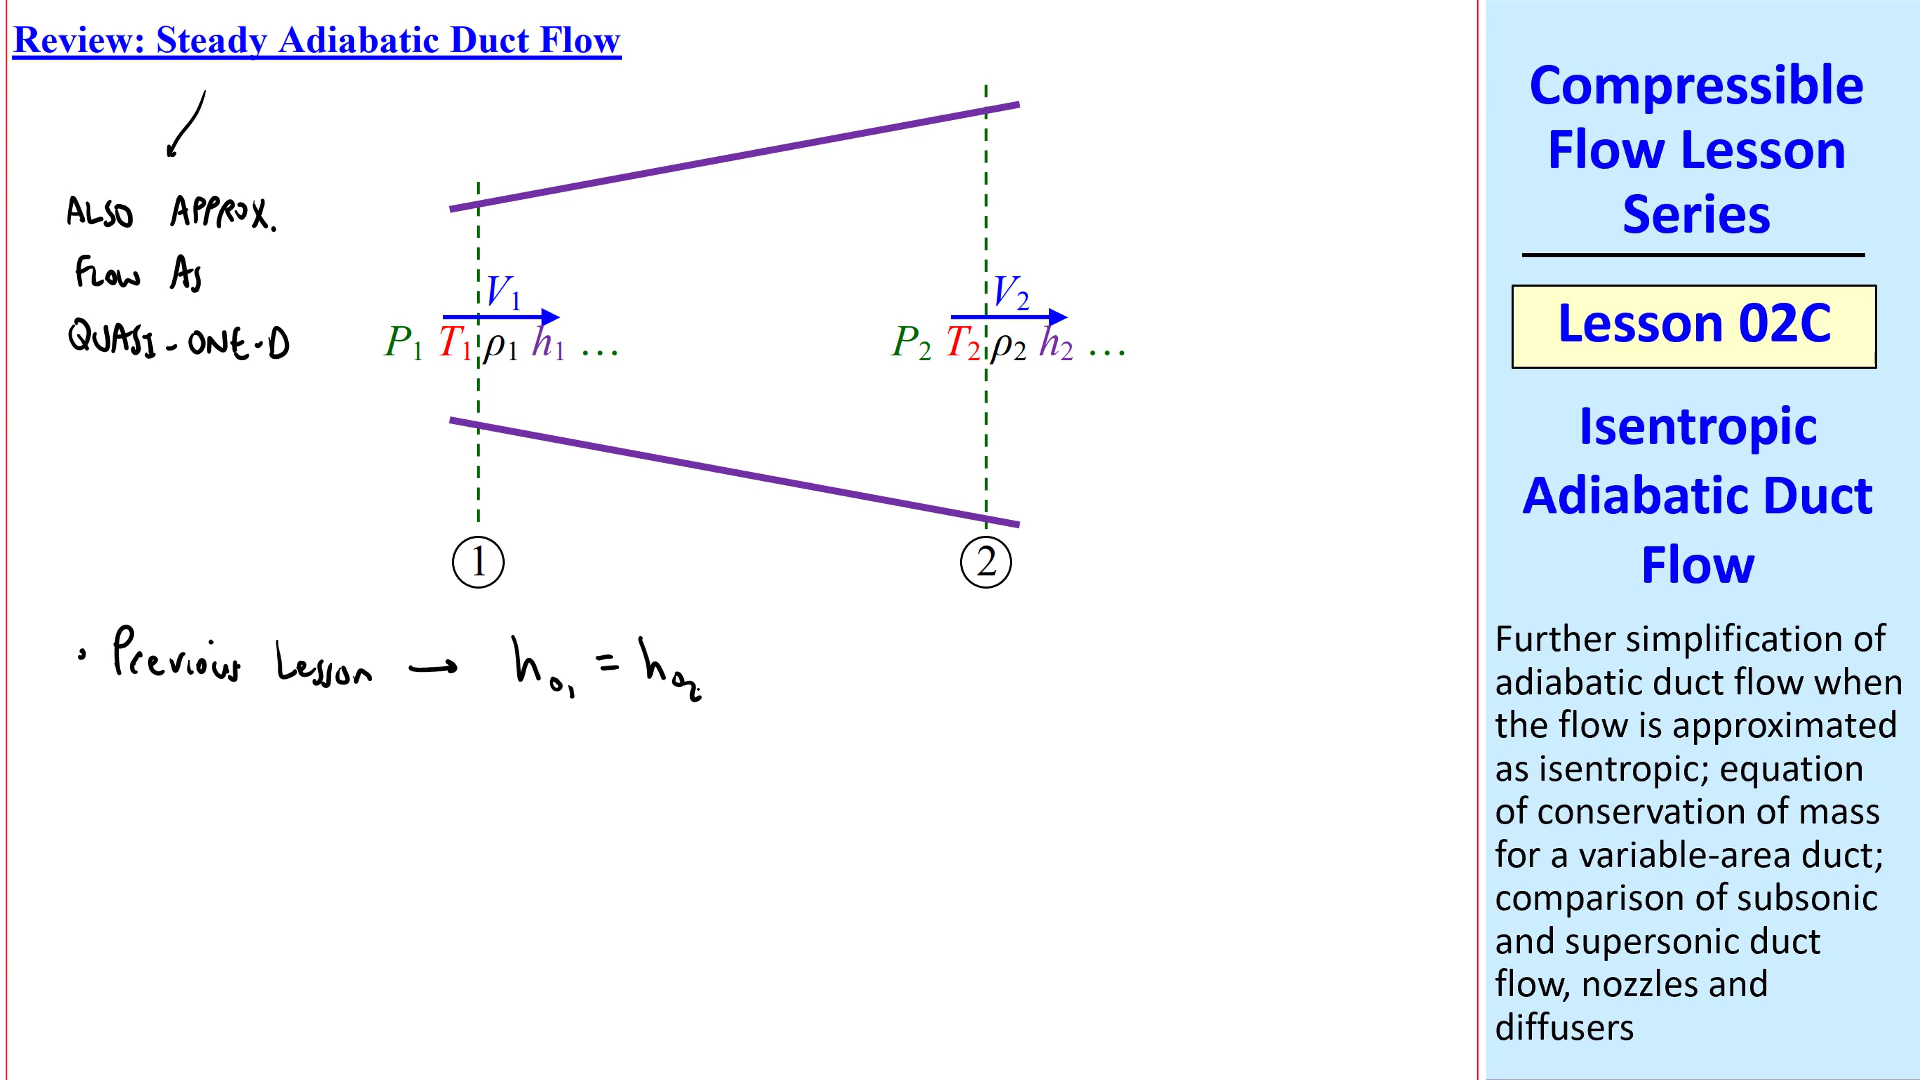 Review: Steady Adiabatic Duct Flow
ALSO APPROX.
FLOW AS
QUASI-ONE-D
V₁
P₁ T₁ ρ₁ h₁ …
V₂
P₂ T₂ ρ₂ h₂ …
1
2
· Previous Lesson → h₀₁ = h₀₂
Compressible
Flow Lesson
Series
Lesson 02C
Isentropic
Adiabatic Duct
Flow
Further simplification of
adiabatic duct flow when
the flow is approximated
as isentropic; equation
of conservation of mass
for a variable-area duct;
comparison of subsonic
and supersonic duct
flow, nozzles and
diffusers